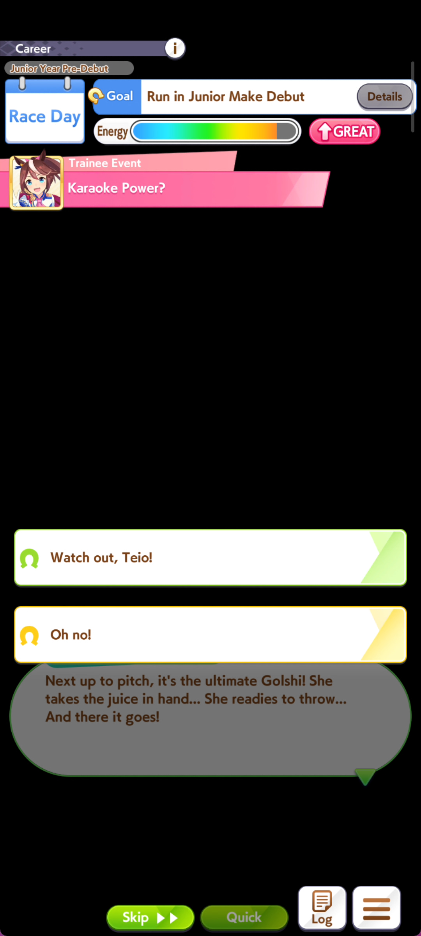 Career
i
Junior Year Pre-Debut
Race Day
Goal
Run in Junior Make Debut
Details
Energy
GREAT
Trainee Event
Karaoke Power?
Watch out, Teio!
Oh no!
Next up to pitch, it's the ultimate Golshi! She
takes the juice in hand... She readies to throw...
And there it goes!
Skip
Quick
Log